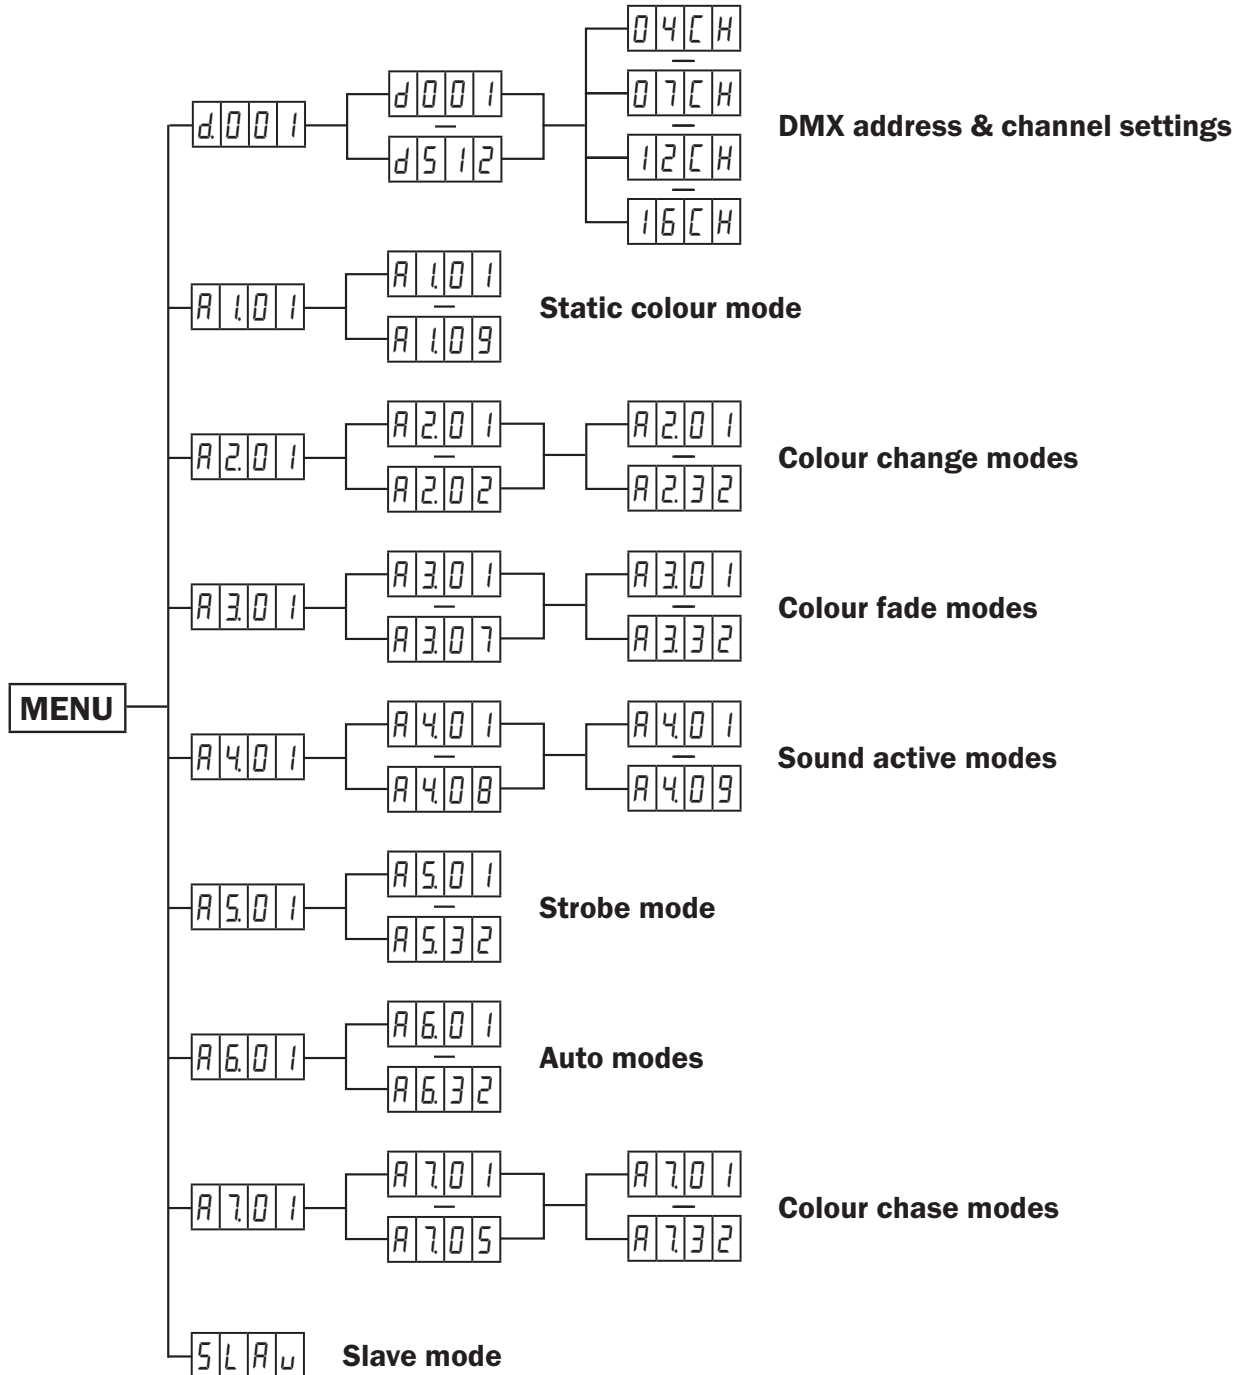 04CH
d001
07CH
d.001
DMX address & channel settings
d512
12CH
16CH
A1.01
A1.01
Static colour mode
A1.09
A2.01
A2.01
A2.01
Colour change modes
A2.02
A2.32
A3.01
A3.01
A3.01
Colour fade modes
A3.07
A3.32
MENU
A4.01
A4.01
A4.01
Sound active modes
A4.08
A4.09
A5.01
A5.01
Strobe mode
A5.32
A6.01
A6.01
Auto modes
A6.32
A7.01
A7.01
A7.01
Colour chase modes
A7.05
A7.32
SLAv
Slave mode